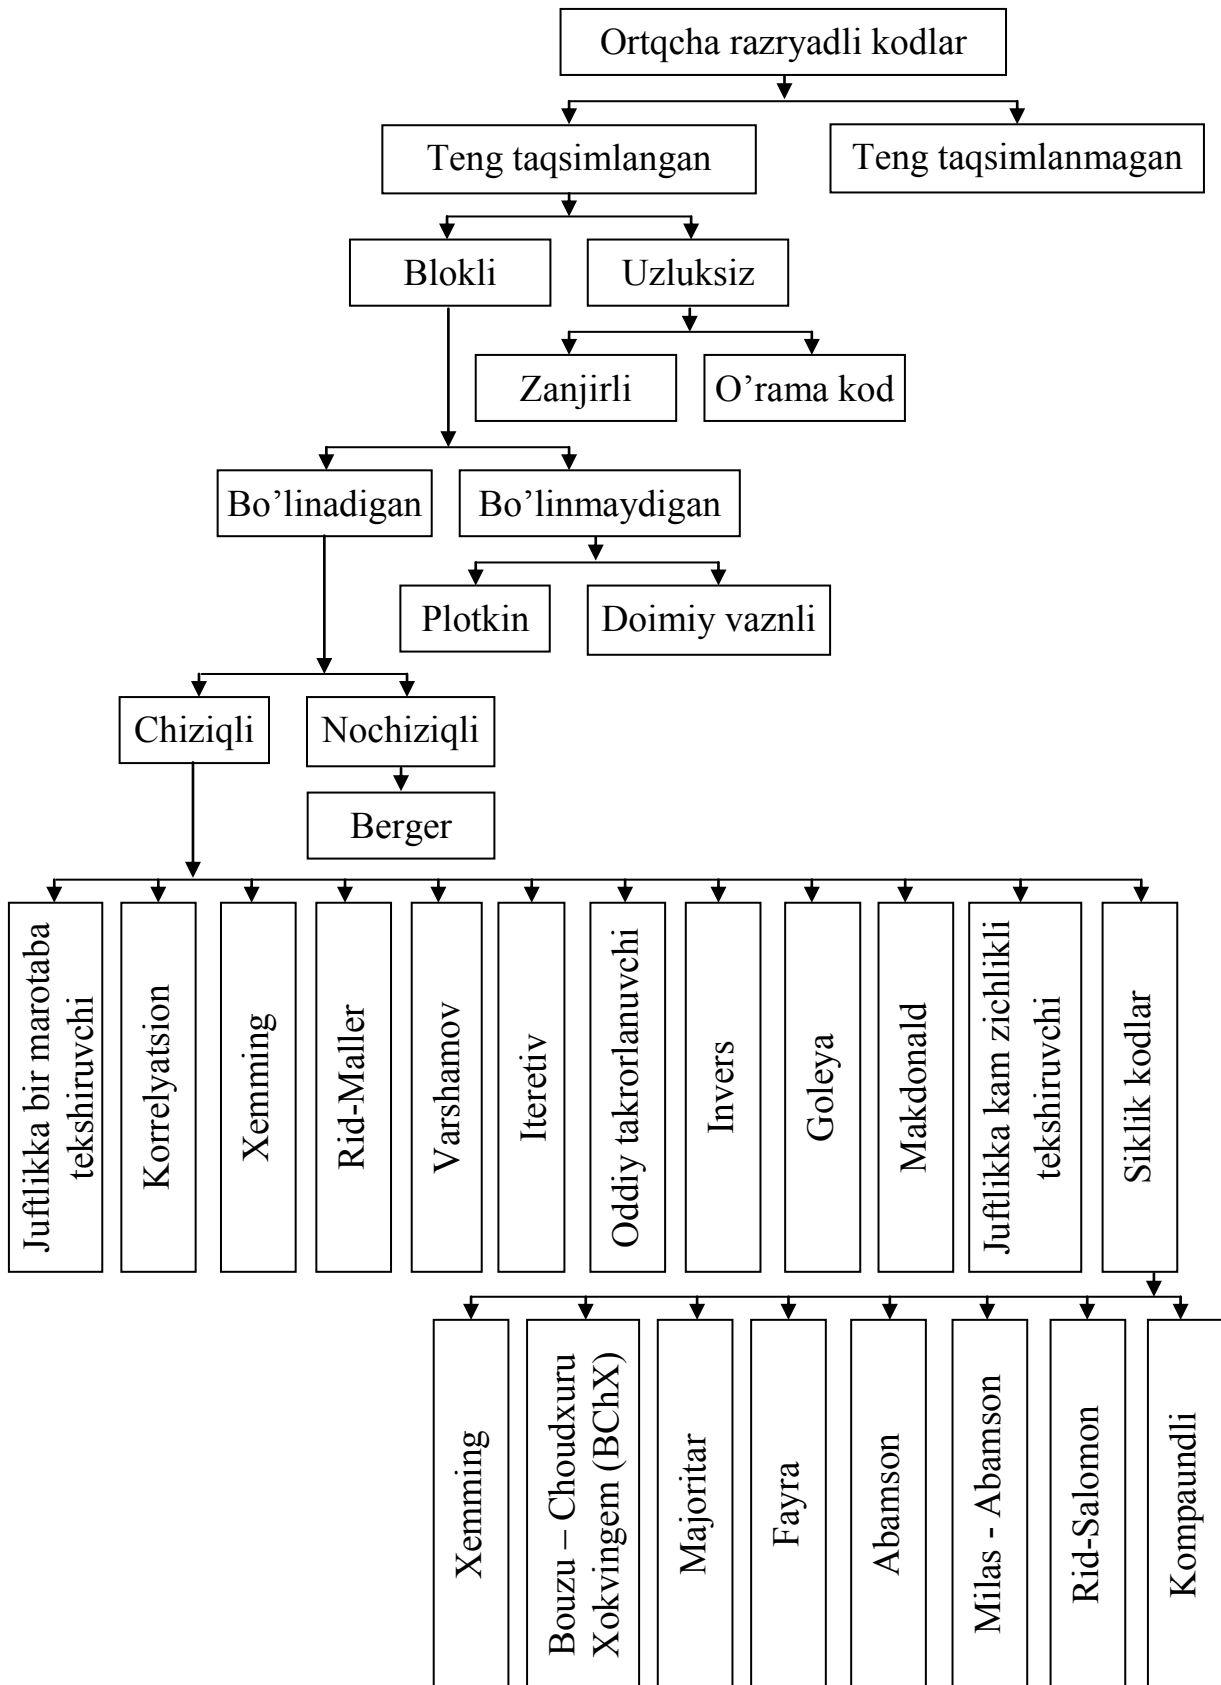 Ortqcha razryadli kodlar
Teng taqsimlangan
Teng taqsimlanmagan
Blokli
Uzluksiz
Zanjirli
O’rama kod
Bo’linadigan
Bo’linmaydigan
Plotkin
Doimiy vaznli
Chiziqli
Nochiziqli
Berger
Juftlikka bir marotaba
tekshiruvchi
Korrelyatsion
Xemming
Rid-Maller
Varshamov
Iteretiv
Oddiy takrorlanuvchi
Invers
Goleya
Makdonald
Juftlikka kam zichlikli
tekshiruvchi
Siklik kodlar
Xemming
Bouzu – Choudxuru
Xokvingem (BChX)
Majoritar
Fayra
Abamson
Milas - Abamson
Rid-Salomon
Kompaundli